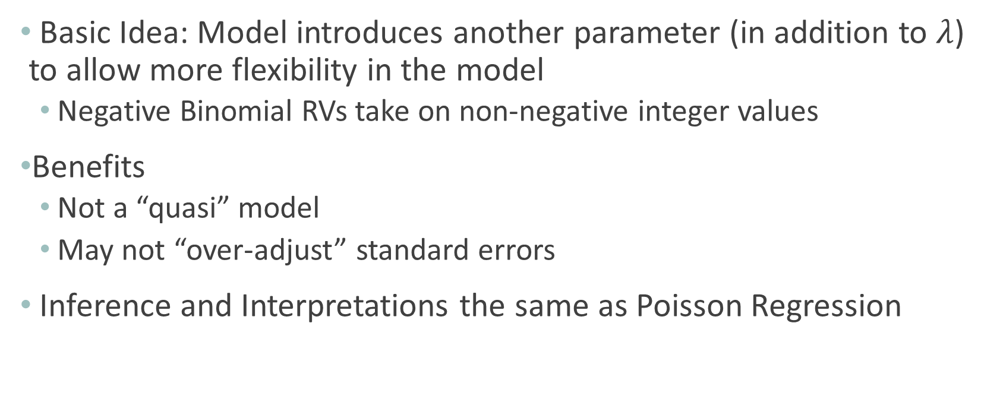 • Basic Idea: Model introduces another parameter (in addition to λ)
to allow more flexibility in the model
• Negative Binomial RVs take on non-negative integer values
•Benefits
• Not a “quasi” model
• May not “over-adjust” standard errors
• Inference and Interpretations the same as Poisson Regression